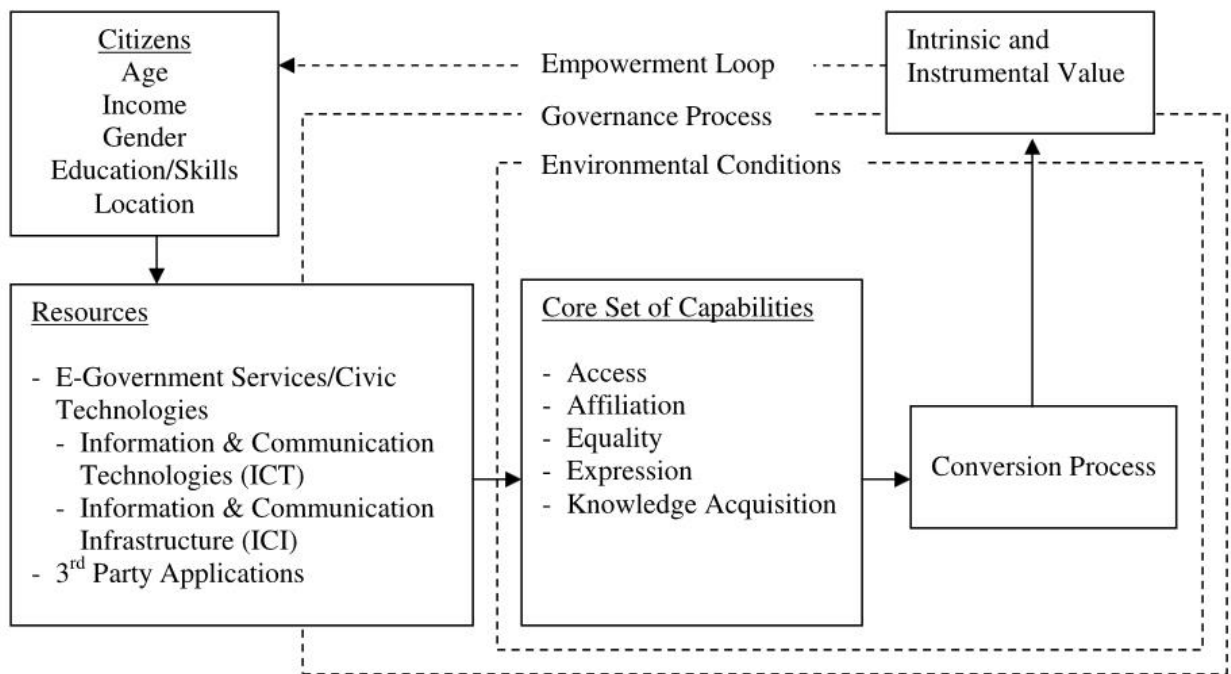 Citizens
Age
Income
Gender
Education/Skills
Location
Empowerment Loop
Governance Process
Environmental Conditions
Intrinsic and
Instrumental Value
Resources
- E-Government Services/Civic
Technologies
- Information & Communication
Technologies (ICT)
- Information & Communication
Infrastructure (ICI)
- 3rd Party Applications
Core Set of Capabilities
- Access
- Affiliation
- Equality
- Expression
- Knowledge Acquisition
Conversion Process